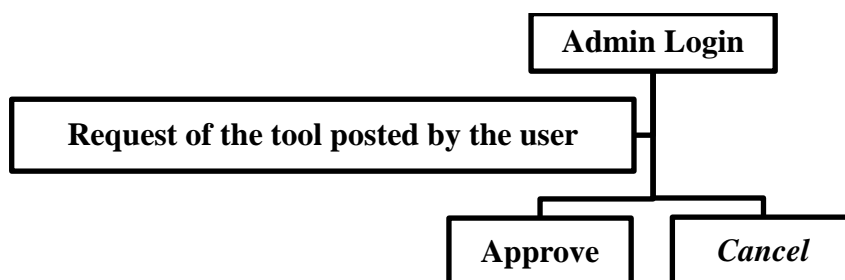 Admin Login
Request of the tool posted by the user
Approve
Cancel